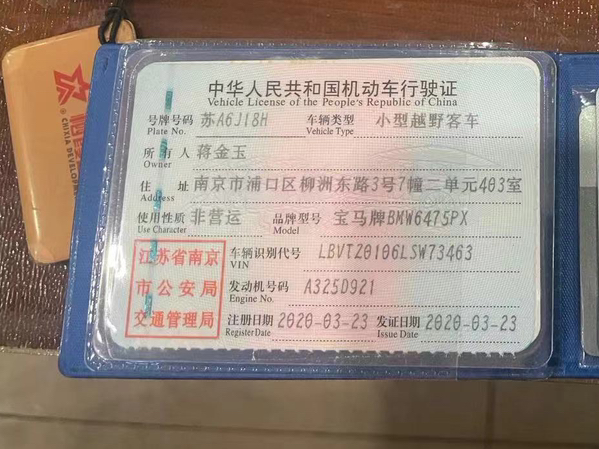 中华人民共和国机动车行驶证
Vehicle License of the People's Republic of China
号牌号码 苏A6J18H 车辆类型 小型越野客车
Plate No. Vehicle Type
所有人 蒋金玉
Owner
住址 南京市浦口区柳洲东路3号7幢二单元403室
Address
使用性质 非营运 品牌型号 宝马牌BMW6475PX
Use Character Model
江苏省南京
市公安局
交通管理局
车辆识别代号 LBVTZ0106LSW73463
VIN
发动机号码 A325D921
Engine No.
注册日期 2020-03-23 发证日期 2020-03-23
Register Date Issue Date
CHIXIA DEVELOP